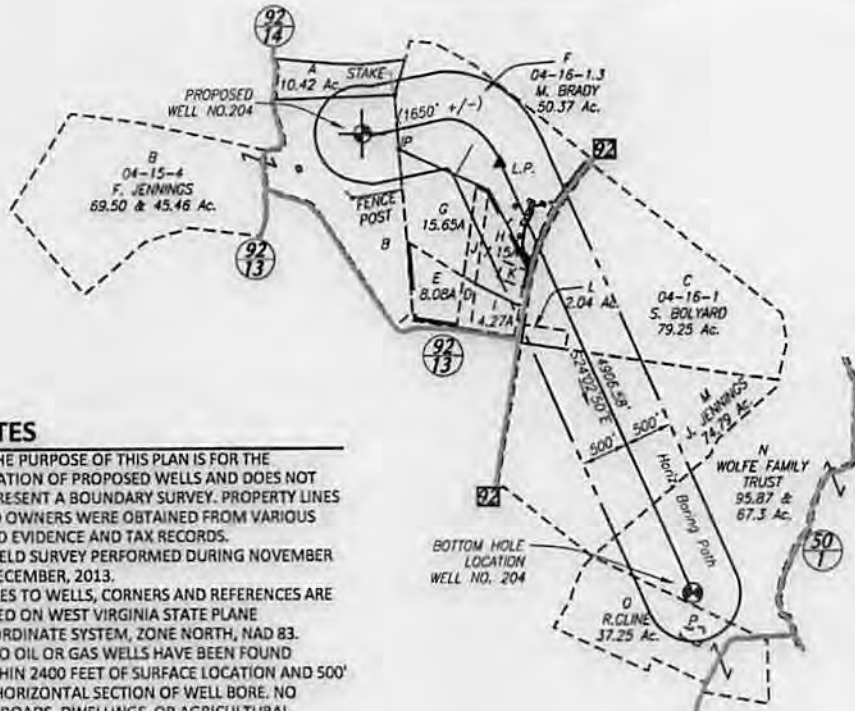 92
14
A
10.42 Ac.
STAKE
PROPOSED
WELL NO.204
(1650' +/-)
F
04-16-1.3
M. BRADY
50.37 Ac.
IP
L.P.
92
B
04-15-4
F. JENNINGS
69.50 & 45.46 Ac.
FENCE
POST
92
13
B
G
15.65A
H
J
K
E
8.08A
D
I
4.27A
L
2.04 Ac.
C
04-16-1
S. BOLYARD
79.25 Ac.
92
13
4906.58'
S24°02'50"E
M
J. JENNINGS
74.79 Ac.
500'
500'
N
WOLFE FAMILY
TRUST
95.87 &
67.3 Ac.
92
Horiz. Boring Path
50
1
BOTTOM HOLE
LOCATION
WELL NO. 204
O
R.CLINE
37.25 Ac.
P
TES
HE PURPOSE OF THIS PLAN IS FOR THE
ATION OF PROPOSED WELLS AND DOES NOT
RESENT A BOUNDARY SURVEY. PROPERTY LINES
D OWNERS WERE OBTAINED FROM VARIOUS
D EVIDENCE AND TAX RECORDS.
IELD SURVEY PERFORMED DURING NOVEMBER
ECEMBER, 2013.
ES TO WELLS, CORNERS AND REFERENCES ARE
ED ON WEST VIRGINIA STATE PLANE
ORDINATE SYSTEM, ZONE NORTH, NAD 83.
O OIL OR GAS WELLS HAVE BEEN FOUND
HIN 2400 FEET OF SURFACE LOCATION AND 500'
HORIZONTAL SECTION OF WELL BORE. NO
ROADS, DWELLINGS, OR AGRICULTURAL